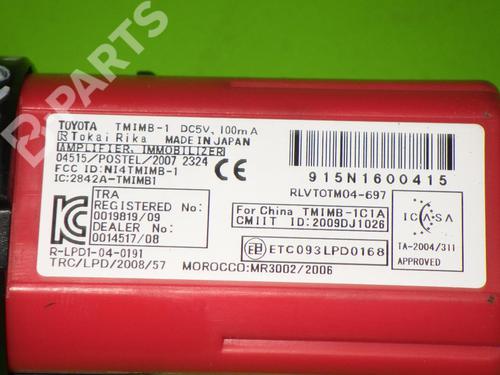 B-PARTS
TOYOTA TMIMB-1 DC5V, 100mA
Tokai Rika MADE IN JAPAN
AMPLIFIER, IMMOBILIZER
04515/POSTEL/2007 2324
FCC ID:NI4TMIMB-1
IC:2842A-TMIMB1
CE
915N1600415
RLVTOTM04-697
TRA
REGISTERED No:
0019819/09
DEALER No:
0014517/08
For China TMIMB-1C1A
CMIIT ID:2009DJ1026
ICASA
TA-2004/311
APPROVED
ETC093LPD0168
R-LPD1-04-0191
TRC/LPD/2008/57 MOROCCO:MR3002/2006